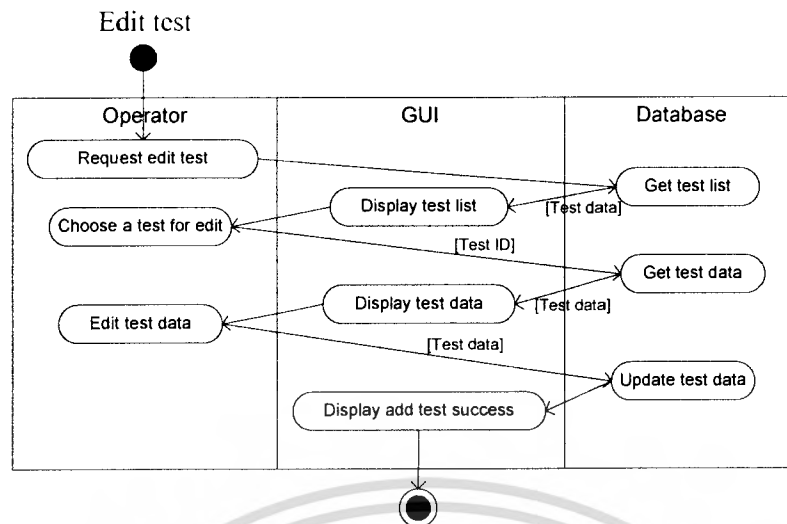 Edit test
Operator
GUI
Database
Request edit test
Get test list
Display test list
[Test data]
Choose a test for edit
[Test ID]
Get test data
Display test data
[Test data]
Edit test data
[Test data]
Update test data
Display add test success